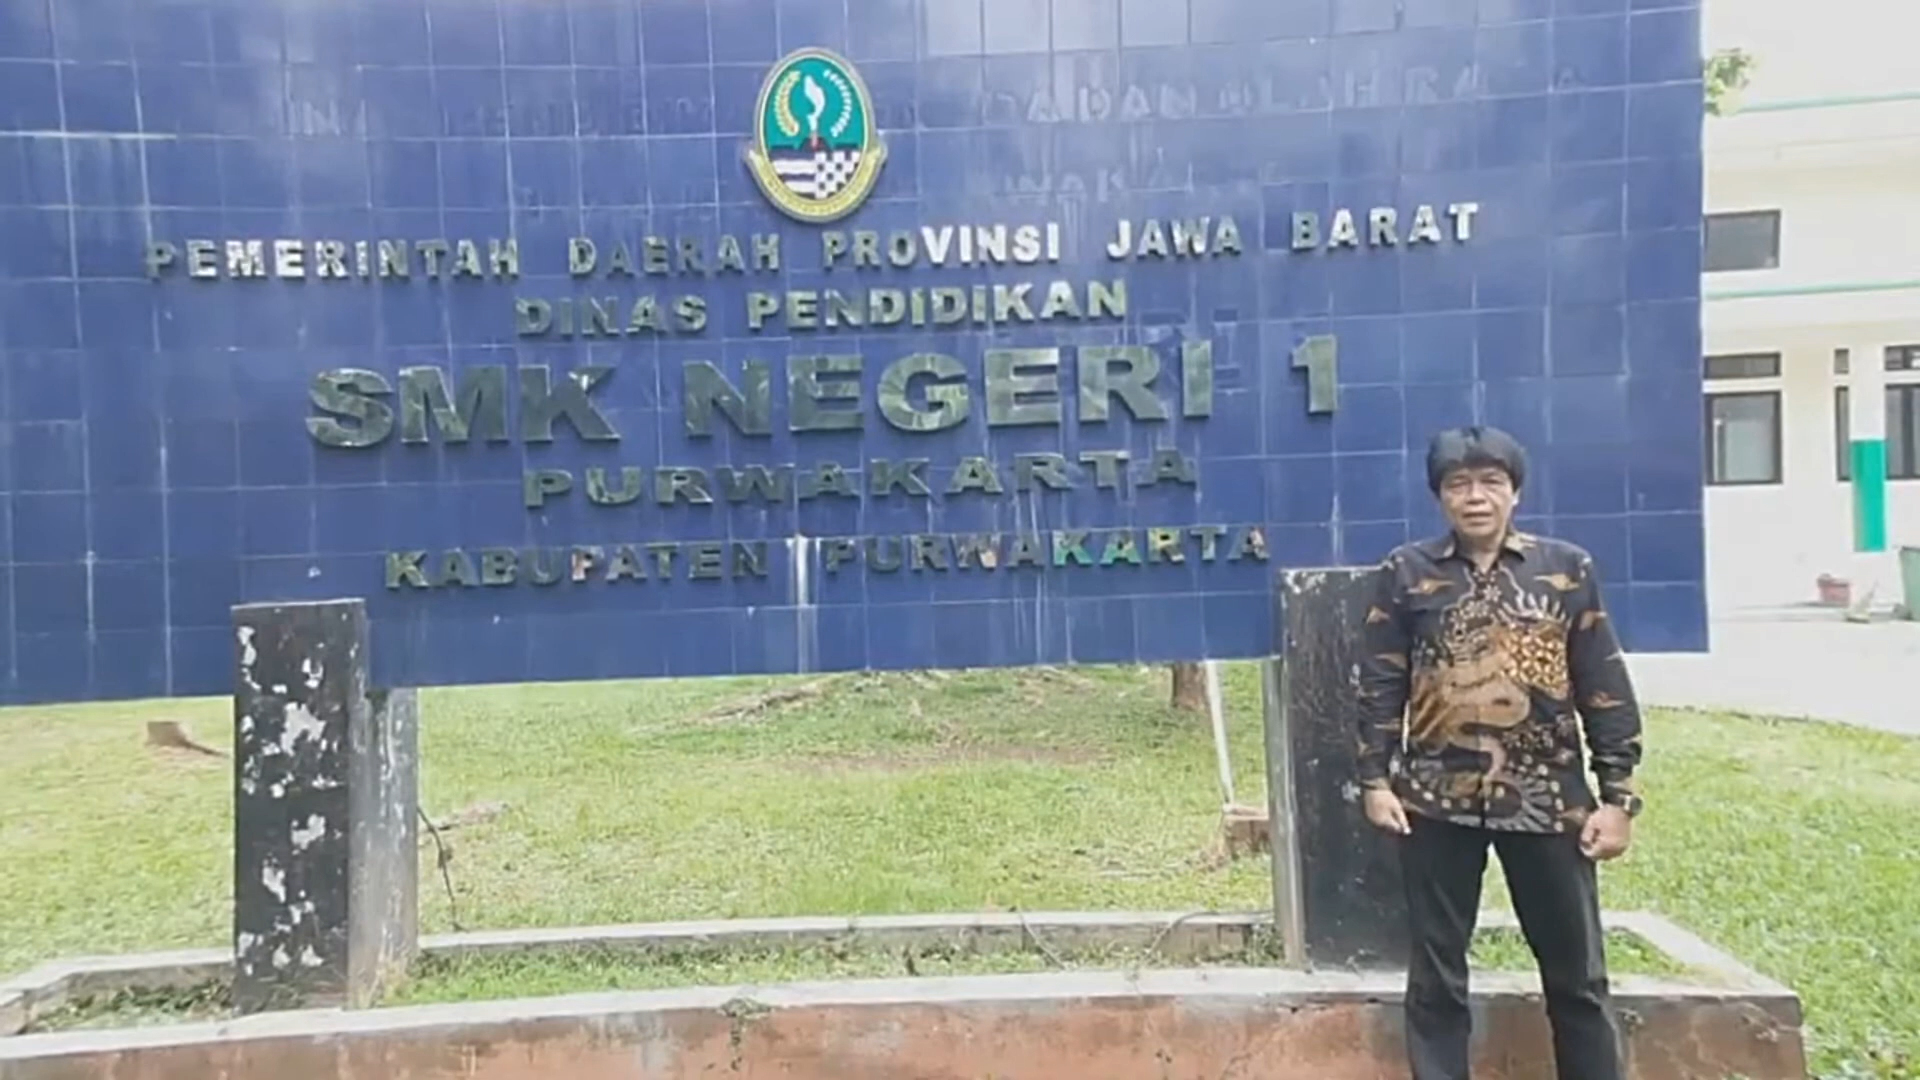 PEMERINTAH DAERAH PROVINSI JAWA BARAT
DINAS PENDIDIKAN
SMK NEGERI 1
PURWAKARTA
KABUPATEN PURWAKARTA